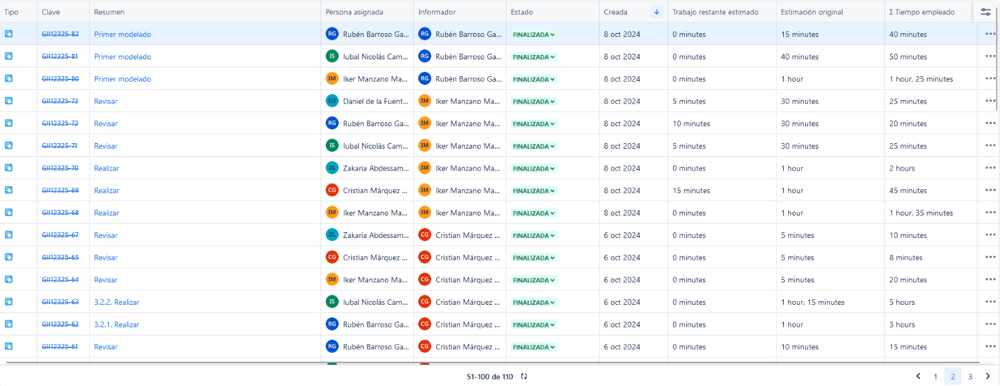 Tipo Clave Resumen Persona asignada Informador Estado Creada Trabajo restante estimado Estimación original Σ Tiempo empleado
GII12325-82 Primer modelado RG Rubén Barroso Ga... RG Rubén Barroso Ga... FINALIZADA 8 oct 2024 0 minutes 15 minutes 40 minutes
GII12325-81 Primer modelado IS Iubal Nicolás Cam... RG Rubén Barroso Ga... FINALIZADA 8 oct 2024 0 minutes 40 minutes 50 minutes
GII12325-80 Primer modelado IM Iker Manzano Ma... RG Rubén Barroso Ga... FINALIZADA 8 oct 2024 0 minutes 1 hour 1 hour, 25 minutes
GII12325-73 Revisar DS Daniel de la Fuent... IM Iker Manzano Ma... FINALIZADA 8 oct 2024 5 minutes 30 minutes 25 minutes
GII12325-72 Revisar RG Rubén Barroso Ga... IM Iker Manzano Ma... FINALIZADA 8 oct 2024 10 minutes 30 minutes 20 minutes
GII12325-71 Revisar IS Iubal Nicolás Cam... IM Iker Manzano Ma... FINALIZADA 8 oct 2024 5 minutes 30 minutes 25 minutes
GII12325-70 Realizar ZL Zakaria Abdessam... IM Iker Manzano Ma... FINALIZADA 8 oct 2024 0 minutes 1 hour 2 hours
GII12325-69 Realizar CG Cristian Márquez ... IM Iker Manzano Ma... FINALIZADA 8 oct 2024 15 minutes 1 hour 45 minutes
GII12325-68 Realizar IM Iker Manzano Ma... IM Iker Manzano Ma... FINALIZADA 8 oct 2024 0 minutes 1 hour 1 hour, 35 minutes
GII12325-67 Revisar ZL Zakaria Abdessam... CG Cristian Márquez ... FINALIZADA 6 oct 2024 0 minutes 5 minutes 10 minutes
GII12325-65 Revisar CG Cristian Márquez ... CG Cristian Márquez ... FINALIZADA 6 oct 2024 0 minutes 5 minutes 8 minutes
GII12325-64 Revisar IM Iker Manzano Ma... CG Cristian Márquez ... FINALIZADA 6 oct 2024 0 minutes 5 minutes 20 minutes
GII12325-63 3.2.2. Realizar IS Iubal Nicolás Cam... CG Cristian Márquez ... FINALIZADA 6 oct 2024 0 minutes 1 hour, 15 minutes 5 hours
GII12325-62 3.2.1. Realizar RG Rubén Barroso Ga... CG Cristian Márquez ... FINALIZADA 6 oct 2024 0 minutes 1 hour 3 hours
GII12325-61 Revisar RG Rubén Barroso Ga... CG Cristian Márquez ... FINALIZADA 6 oct 2024 0 minutes 10 minutes 15 minutes
51-100 de 110 1 2 3